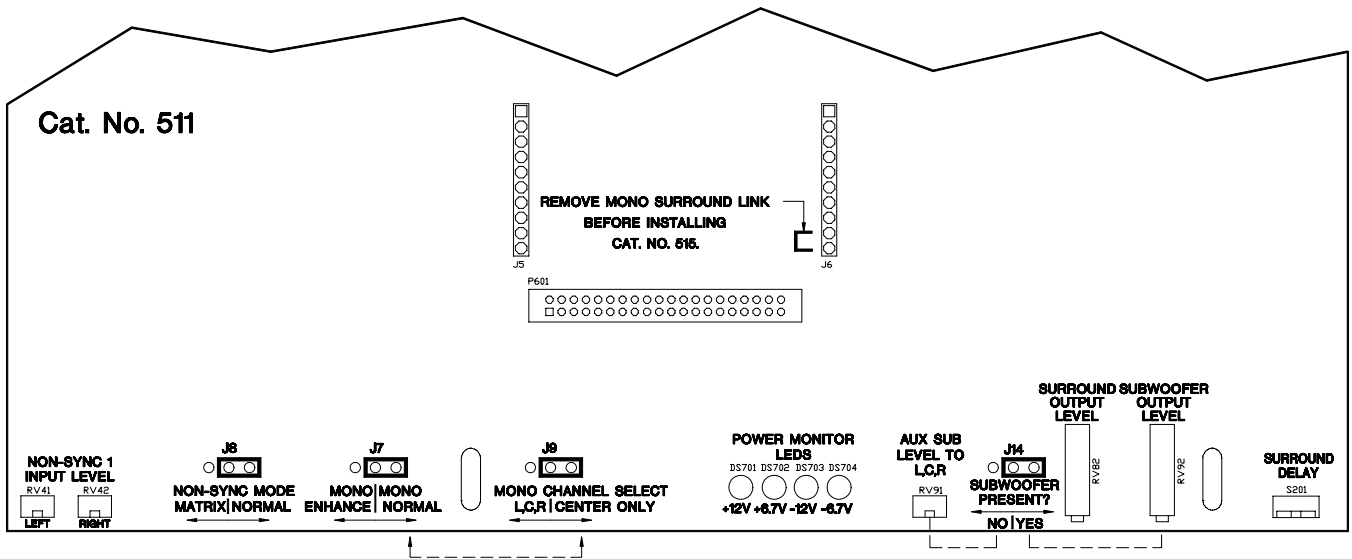 Cat. No. 511
REMOVE MONO SURROUND LINK
BEFORE INSTALLING
CAT. NO. 515.
J5
J6
P601
NON-SYNC 1
INPUT LEVEL
RV41
RV42
LEFT
RIGHT
J8
NON-SYNC MODE
MATRIX|NORMAL
J7
MONO|MONO
ENHANCE|NORMAL
J9
MONO CHANNEL SELECT
L,C,R|CENTER ONLY
POWER MONITOR
LEDS
DS701 DS702 DS703 DS704
+12V +6.7V -12V -6.7V
AUX SUB
LEVEL TO
L,C,R
RV91
J14
SUBWOOFER
PRESENT?
NO|YES
SURROUND
OUTPUT
LEVEL
RV82
SUBWOOFER
OUTPUT
LEVEL
RV92
SURROUND
DELAY
S201